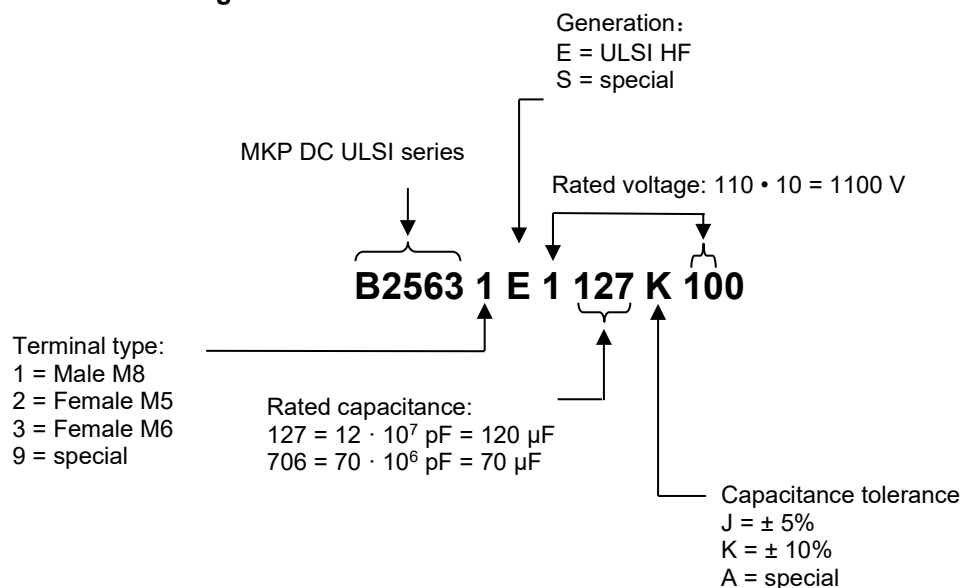 Generation：
E = ULSI HF
S = special
MKP DC ULSI series
Rated voltage: 110 • 10 = 1100 V
B2563 1 E 1 127 K 100
Terminal type:
1 = Male M8
2 = Female M5
3 = Female M6
9 = special
Rated capacitance:
127 = 12 · 10⁷ pF = 120 µF
706 = 70 · 10⁶ pF = 70 µF
Capacitance tolerance
J = ± 5%
K = ± 10%
A = special